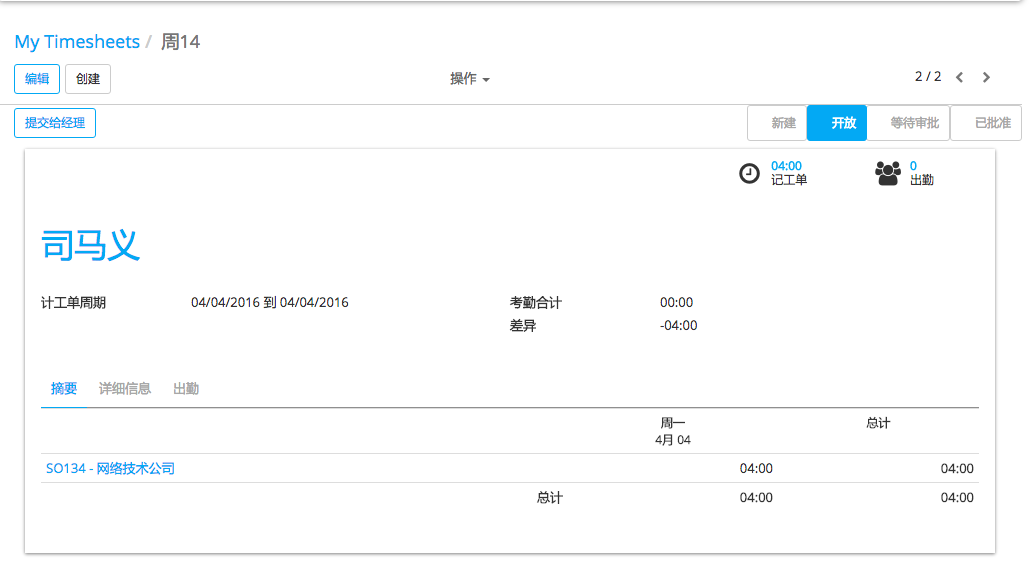 My Timesheets / 周14
编辑 创建 操作 2 / 2
提交给经理 新建 开放 等待审批 已批准
04:00 0
记工单 出勤
司马义
计工单周期 04/04/2016 到 04/04/2016 考勤合计 00:00
差异 -04:00
摘要 详细信息 出勤
周一 总计
4月 04
SO134 - 网络技术公司 04:00 04:00
总计 04:00 04:00